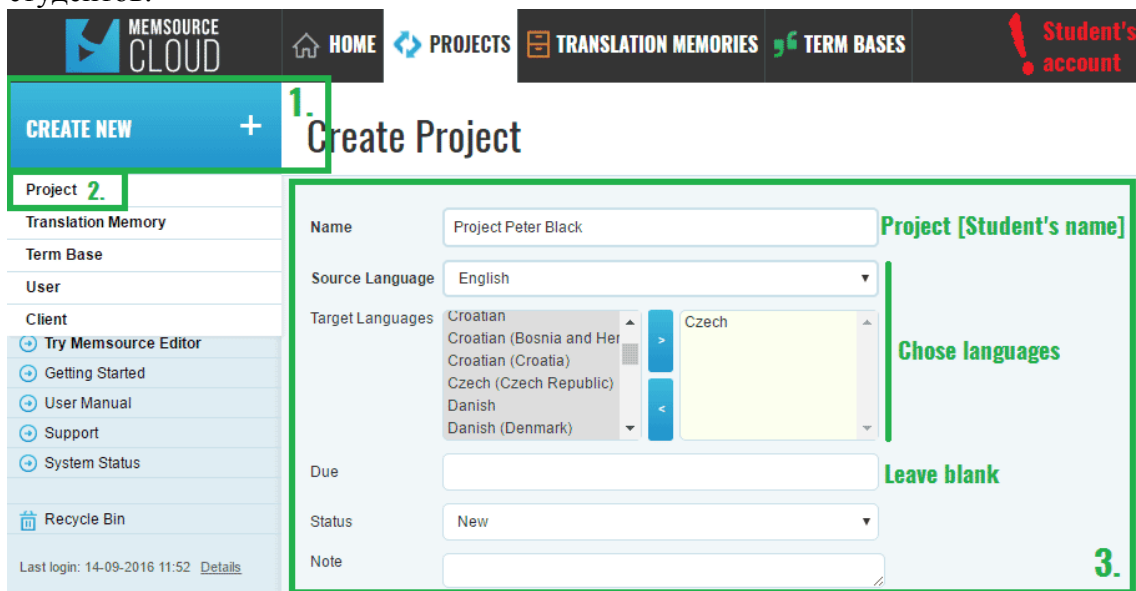 студентов.
MEMSOURCE
CLOUD
HOME
PROJECTS
TRANSLATION MEMORIES
TERM BASES
Student's
account
CREATE NEW +
1.
Create Project
Project 2.
Translation Memory
Term Base
User
Client
Try Memsource Editor
Getting Started
User Manual
Support
System Status
Recycle Bin
Last login: 14-09-2016 11:52 Details
Name
Project Peter Black
Project [Student's name]
Source Language
English
Target Languages
Croatian
Croatian (Bosnia and Her
Croatian (Croatia)
Czech (Czech Republic)
Danish
Danish (Denmark)
>
<
Czech
Chose languages
Due
Leave blank
Status
New
Note
3.